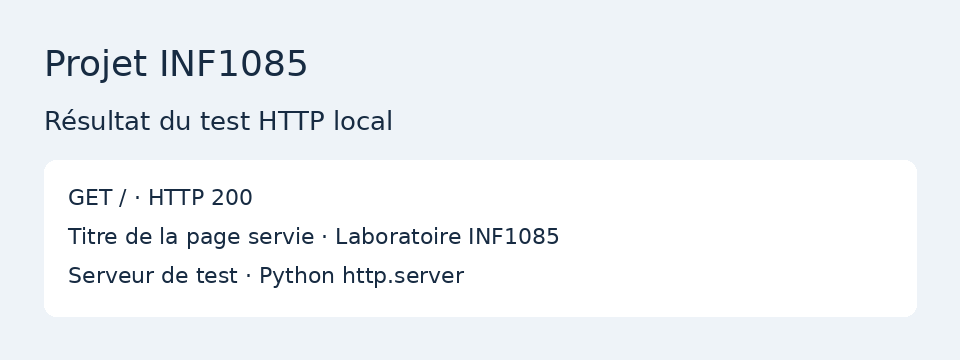 Projet INF1085
Résultat du test HTTP local
GET / · HTTP 200
Titre de la page servie · Laboratoire INF1085
Serveur de test · Python http.server